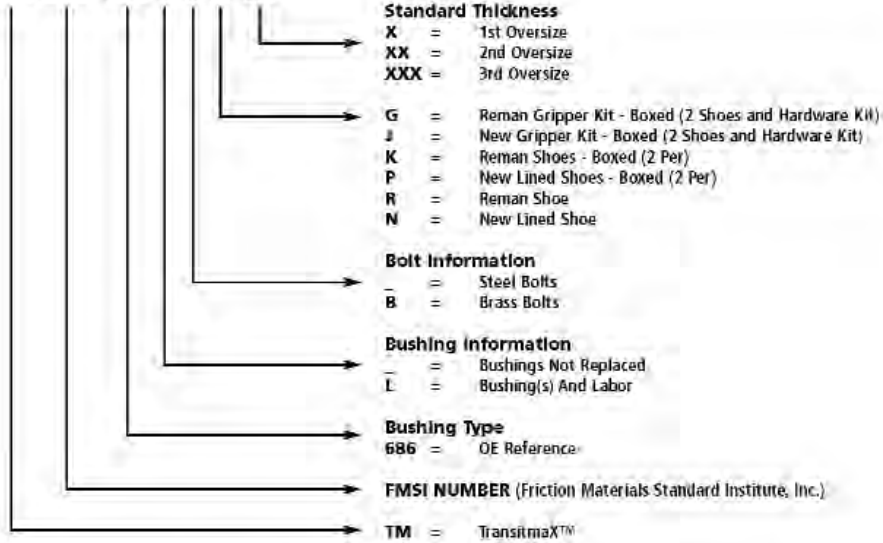 Standard Thickness
X = 1st Oversize
XX = 2nd Oversize
XXX = 3rd Oversize
G = Reman Gripper Kit - Boxed (2 Shoes and Hardware Kit)
J = New Gripper Kit - Boxed (2 Shoes and Hardware Kit)
K = Reman Shoes - Boxed (2 Per)
P = New Lined Shoes - Boxed (2 Per)
R = Reman Shoe
N = New Lined Shoe
Bolt Information
_ = Steel Bolts
B = Brass Bolts
Bushing Information
_ = Bushings Not Replaced
L = Bushing(s) And Labor
Bushing Type
686 = OE Reference
FMSI NUMBER (Friction Materials Standard Institute, Inc.)
TM = TransitmaX™